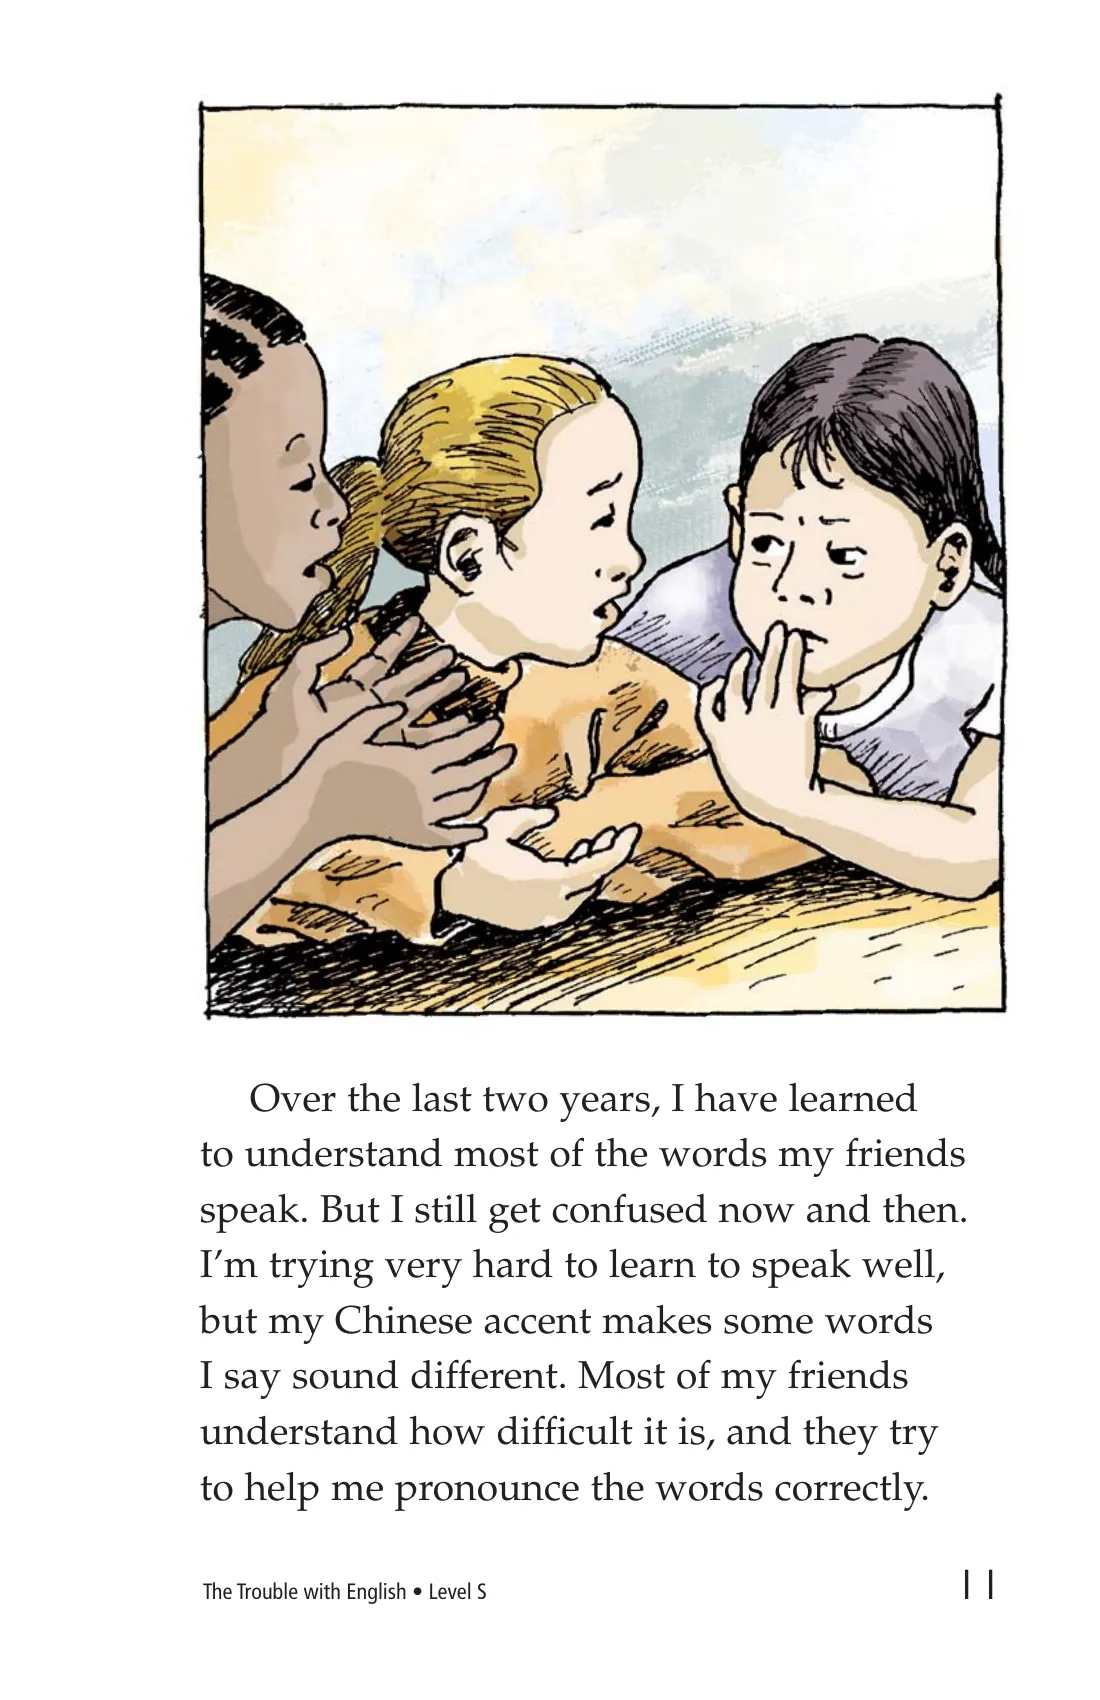 Over the last two years, I have learned
to understand most of the words my friends
speak. But I still get confused now and then.
I’m trying very hard to learn to speak well,
but my Chinese accent makes some words
I say sound different. Most of my friends
understand how difficult it is, and they try
to help me pronounce the words correctly.
The Trouble with English • Level S
11